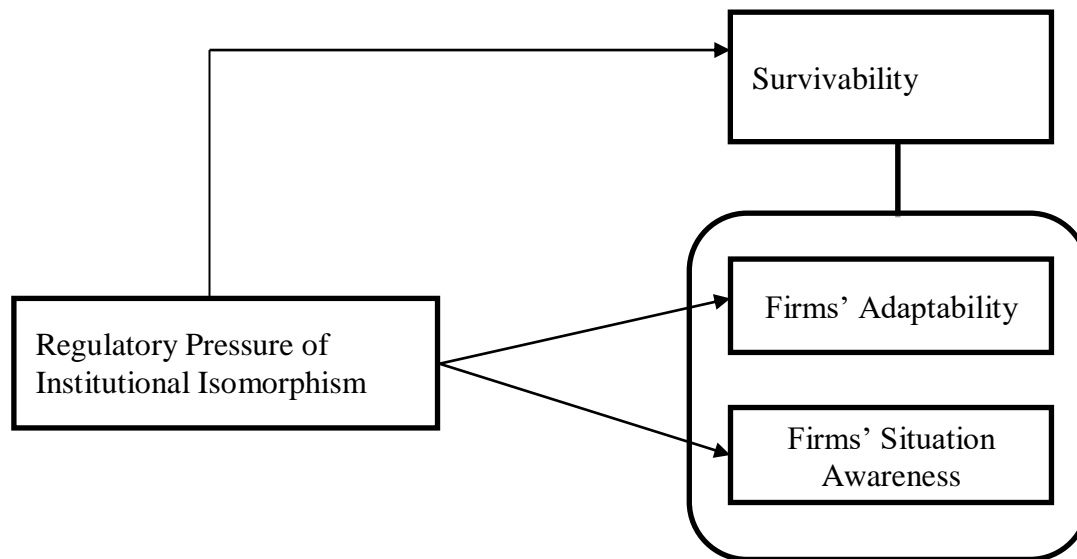 Survivability
Firms’ Adaptability
Regulatory Pressure of
Institutional Isomorphism
Firms’ Situation
Awareness